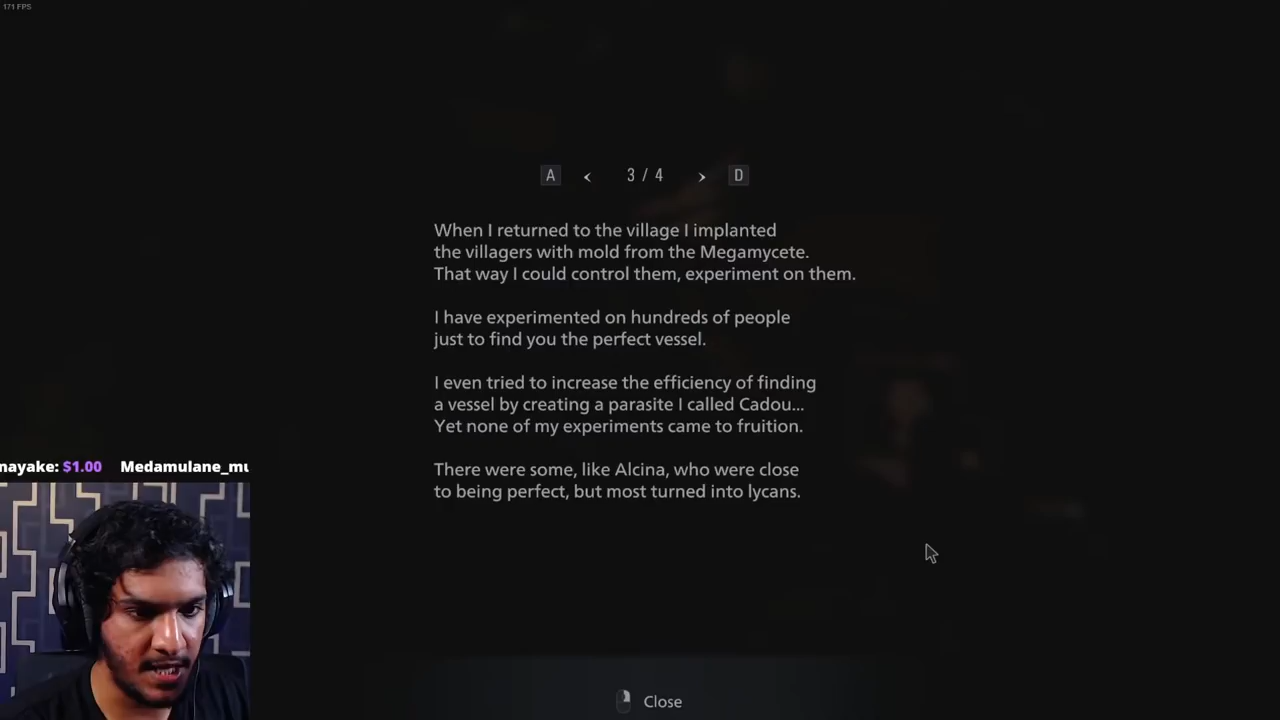 171 FPS
A < 3 / 4 > D
When I returned to the village I implanted
the villagers with mold from the Megamycete.
That way I could control them, experiment on them.
I have experimented on hundreds of people
just to find you the perfect vessel.
I even tried to increase the efficiency of finding
a vessel by creating a parasite I called Cadou...
Yet none of my experiments came to fruition.
There were some, like Alcina, who were close
to being perfect, but most turned into lycans.
nayake: $1.00 Medamulane_mu
Close